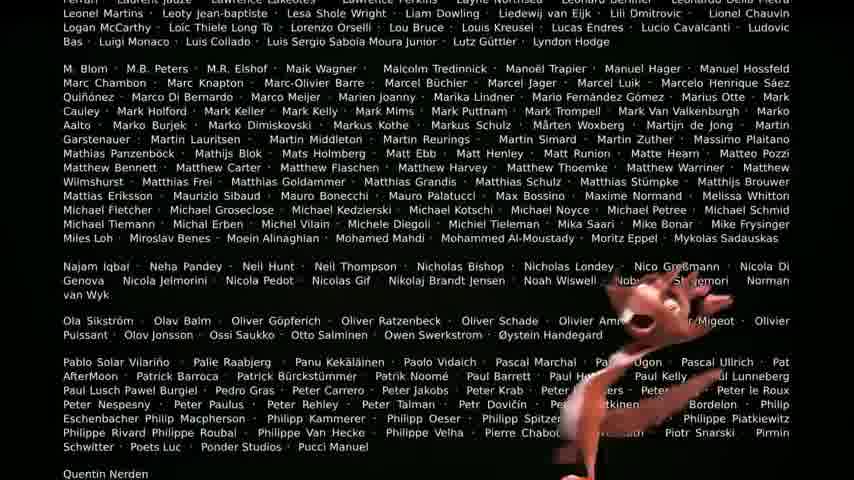 Leonel Martins · Leoty Jean-baptiste · Lesa Shole Wright · Liam Dowling · Liedewij van Eijk · Lili Dmitrovic · Lionel Chauvin
Logan McCarthy · Loïc Thiele Long To · Lorenzo Orselli · Lou Bruce · Louis Kreusel · Lucas Endres · Lucio Cavalcanti · Ludovic
Bas · Luigi Monaco · Luis Collado · Luis Sergio Saboia Moura Junior · Lutz Güttler · Lyndon Hodge
M. Blom · M.B. Peters · M.R. Elshof · Maik Wagner · Malcolm Tredinnick · Manoël Trapier · Manuel Hager · Manuel Hossfeld
Marc Chambon · Marc Knapton · Marc-Olivier Barre · Marcel Büchler · Marcel Jager · Marcel Luik · Marcelo Henrique Sáez
Quiñónez · Marco Di Bernardo · Marco Meijer · Marien Joanny · Marika Lindner · Mario Fernández Gómez · Marius Otte · Mark
Cauley · Mark Holford · Mark Keller · Mark Kelly · Mark Mims · Mark Puttnam · Mark Trompell · Mark Van Valkenburgh · Marko
Aalto · Marko Burjek · Marko Dimiskovski · Markus Kothe · Markus Schulz · Mårten Woxberg · Martijn de Jong · Martin
Garstenauer · Martin Lauritsen · Martin Middleton · Martin Reurings · Martin Simard · Martin Zuther · Massimo Plaitano
Mathias Panzenböck · Mathijs Blok · Mats Holmberg · Matt Ebb · Matt Henley · Matt Runion · Matte Hearn · Matteo Pozzi
Matthew Bennett · Matthew Carter · Matthew Flaschen · Matthew Harvey · Matthew Thoemke · Matthew Warriner · Matthew
Wilmshurst · Matthias Frei · Matthias Goldammer · Matthias Grandis · Matthias Schulz · Matthias Stümpke · Matthijs Brouwer
Mattias Eriksson · Maurizio Sibaud · Mauro Bonecchi · Mauro Palatucci · Max Bossino · Maxime Normand · Melissa Whitton
Michael Fletcher · Michael Groseclose · Michael Kedzierski · Michael Kotschi · Michael Noyce · Michael Petree · Michael Schmid
Michael Tiemann · Michal Erben · Michel Vilain · Michele Diegoli · Michiel Tieleman · Mika Saari · Mike Bonar · Mike Frysinger
Miles Loh · Miroslav Benes · Moein Alinaghian · Mohamed Mahdi · Mohammed Al-Moustady · Moritz Eppel · Mykolas Sadauskas
Najam Iqbal · Neha Pandey · Neil Hunt · Neil Thompson · Nicholas Bishop · Nicholas Londey · Nico Großmann · Nicola Di
Genova · Nicola Jelmorini · Nicola Pedot · Nicolas Gif · Nikolaj Brandt Jensen · Noah Wiswell · Norman
van Wyk
Ola Sikström · Olav Balm · Oliver Göpferich · Oliver Ratzenbeck · Oliver Schade · Olivier Migeot · Olivier
Puissant · Olov Jonsson · Ossi Saukko · Otto Salminen · Owen Swerkstrom · Øystein Handegard
Pablo Solar Vilariño · Palie Raabjerg · Panu Kekäläinen · Paolo Vidaich · Pascal Marchal · Ugon · Pascal Ullrich · Pat
AfterMoon · Patrick Barroca · Patrick Bürckstümmer · Patrik Noomé · Paul Barrett · Paul · Paul Kelly · Lunneberg
Paul Lusch Pawel Burgiel · Pedro Gras · Peter Carrero · Peter Jakobs · Peter Krab · Peter le Roux
Peter Nespesny · Peter Paulus · Peter Rehley · Peter Talman · Petr Dovičín · Bordelon · Philip
Eschenbacher Philip Macpherson · Philipp Kammerer · Philipp Oeser · Philipp · Philippe Piatkiewitz
Philippe Rivard Philippe Roubal · Philippe Van Hecke · Philippe Velha · Pierre · Piotr Snarski · Pirmin
Schwitter · Poets Luc · Ponder Studios · Pucci Manuel
Quentin Nerden